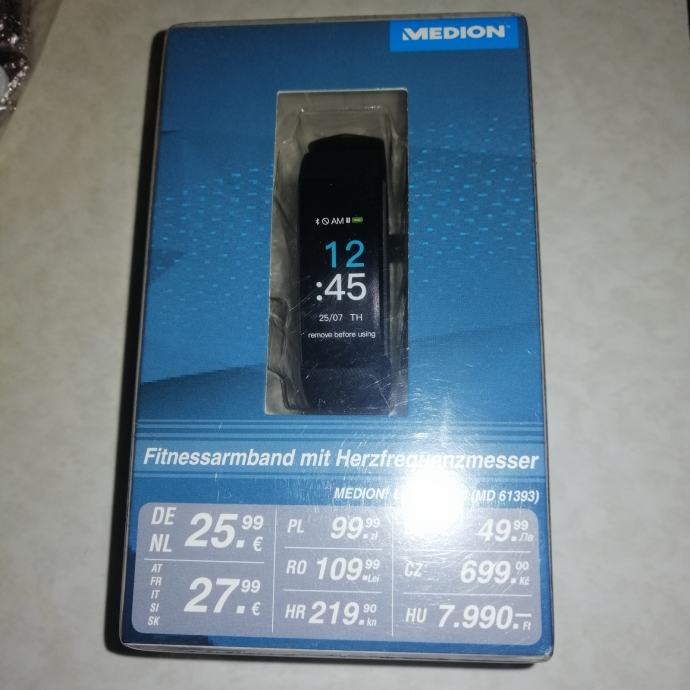 MEDION
AM
12
:45
25/07 TH
remove before using
Fitnessarmband mit Herzfrequenzmesser
MEDION® (MD 61393)
DE NL 25.99 €
AT FR IT SI SK 27.99 €
PL 99.99 zł
RO 109.99 Lei
HR 219.90 kn
49.99 Лв
CZ 699.00 Kč
HU 7.990.– Ft